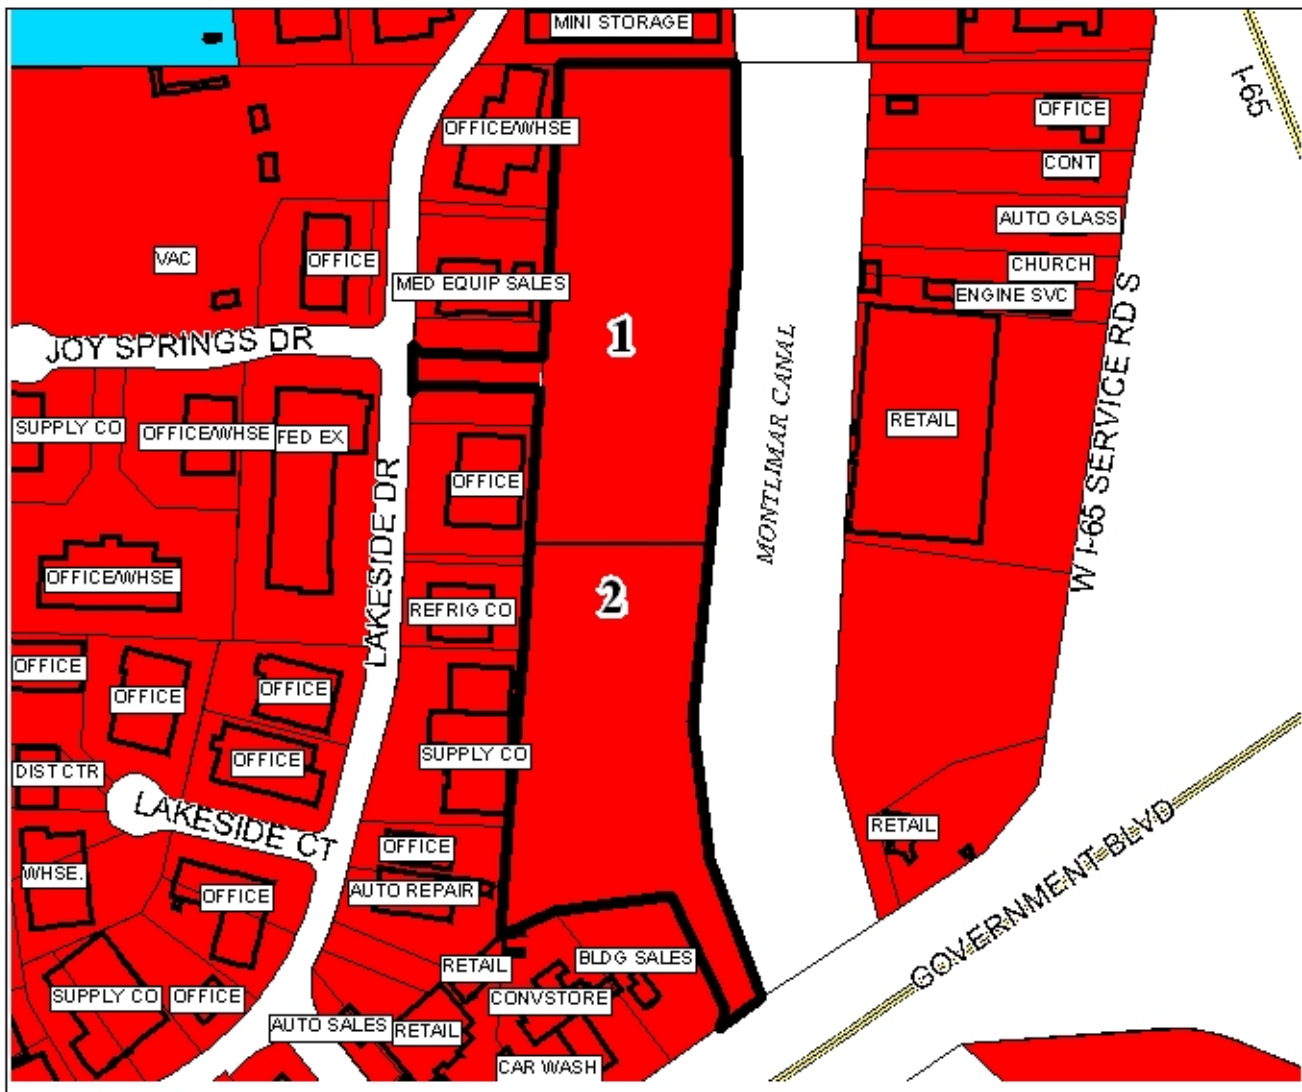 MINI STORAGE
I-65
OFFICE
OFFICE/WHSE
CONT
AUTO GLASS
VAC
OFFICE
CHURCH
MED EQUIP SALES
ENGINE SVC
JOY SPRINGS DR
1
MONTLIMAR CANAL
W I-65 SERVICE RD S
RETAIL
SUPPLY CO
OFFICE/WHSE
FED EX
OFFICE
LAKESIDE DR
OFFICE/WHSE
REFRIG CO
2
OFFICE
OFFICE
OFFICE
OFFICE
SUPPLY CO
DIST CTR
LAKESIDE CT
OFFICE
RETAIL
GOVERNMENT BLVD
WHSE.
OFFICE
AUTO REPAIR
RETAIL
BLDG SALES
SUPPLY CO
OFFICE
CONVSTORE
AUTO SALES
RETAIL
CAR WASH